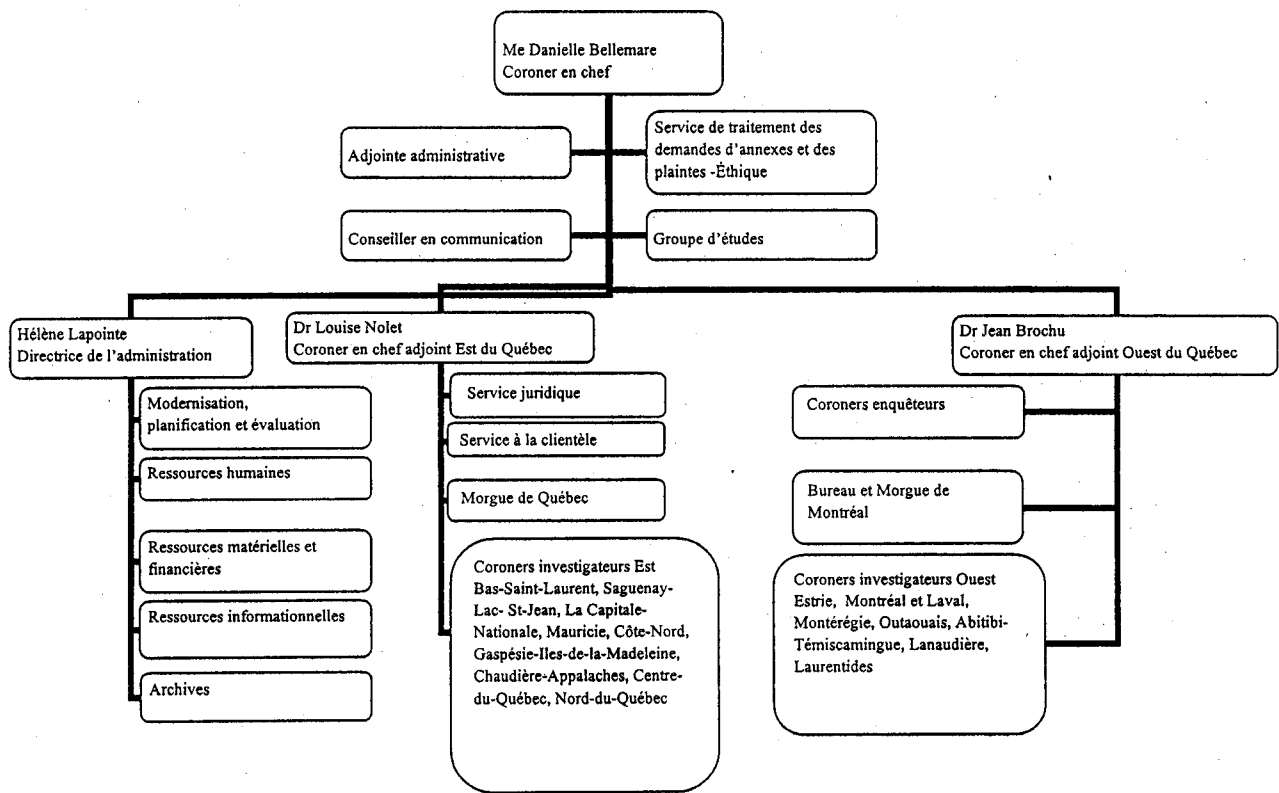 Me Danielle Bellemare
Coroner en chef
Adjointe administrative
Service de traitement des
demandes d'annexes et des
plaintes -Éthique
Conseiller en communication
Groupe d'études
Hélène Lapointe
Directrice de l'administration
Modernisation,
planification et évaluation
Ressources humaines
Ressources matérielles et
financières
Ressources informationnelles
Archives
Dr Louise Nolet
Coroner en chef adjoint Est du Québec
Service juridique
Service à la clientèle
Morgue de Québec
Coroners investigateurs Est
Bas-Saint-Laurent, Saguenay-
Lac- St-Jean, La Capitale-
Nationale, Mauricie, Côte-Nord,
Gaspésie-Iles-de-la-Madeleine,
Chaudière-Appalaches, Centre-
du-Québec, Nord-du-Québec
Dr Jean Brochu
Coroner en chef adjoint Ouest du Québec
Coroners enquêteurs
Bureau et Morgue de
Montréal
Coroners investigateurs Ouest
Estrie, Montréal et Laval,
Montérégie, Outaouais, Abitibi-
Témiscamingue, Lanaudière,
Laurentides